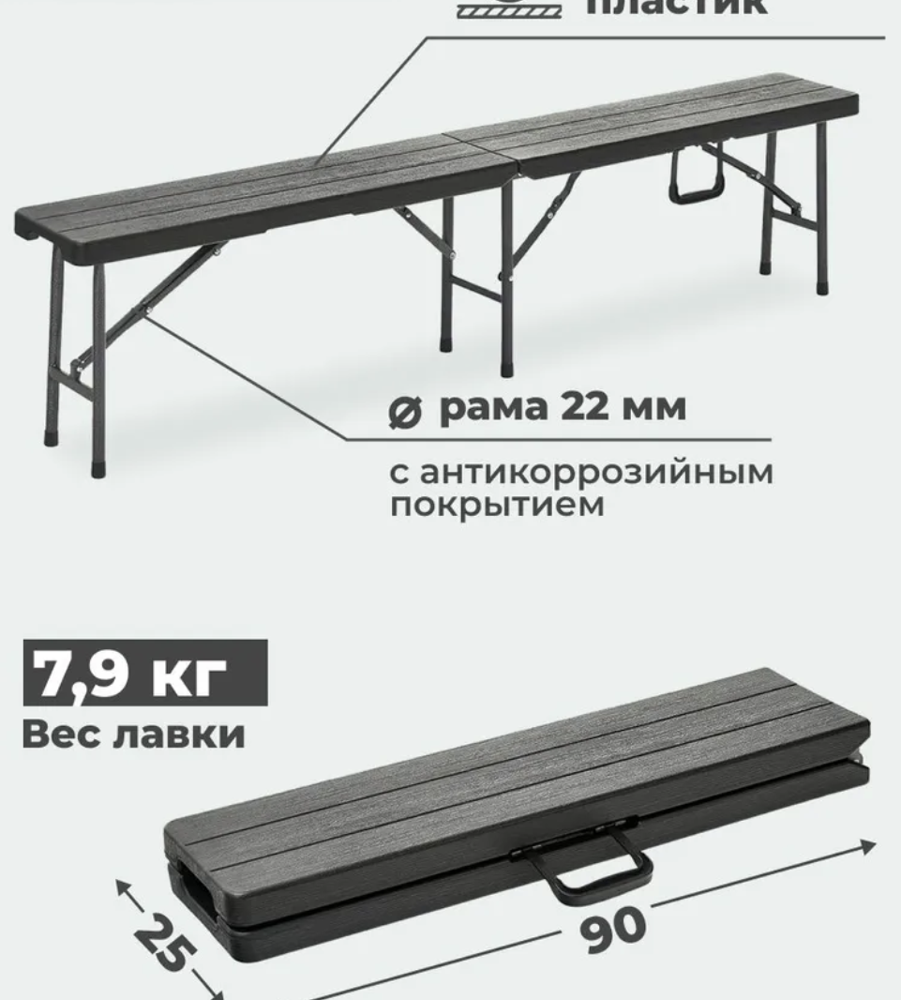 пластик
ø рама 22 мм
с антикоррозийным
покрытием
7,9 кг
Вес лавки
25
90